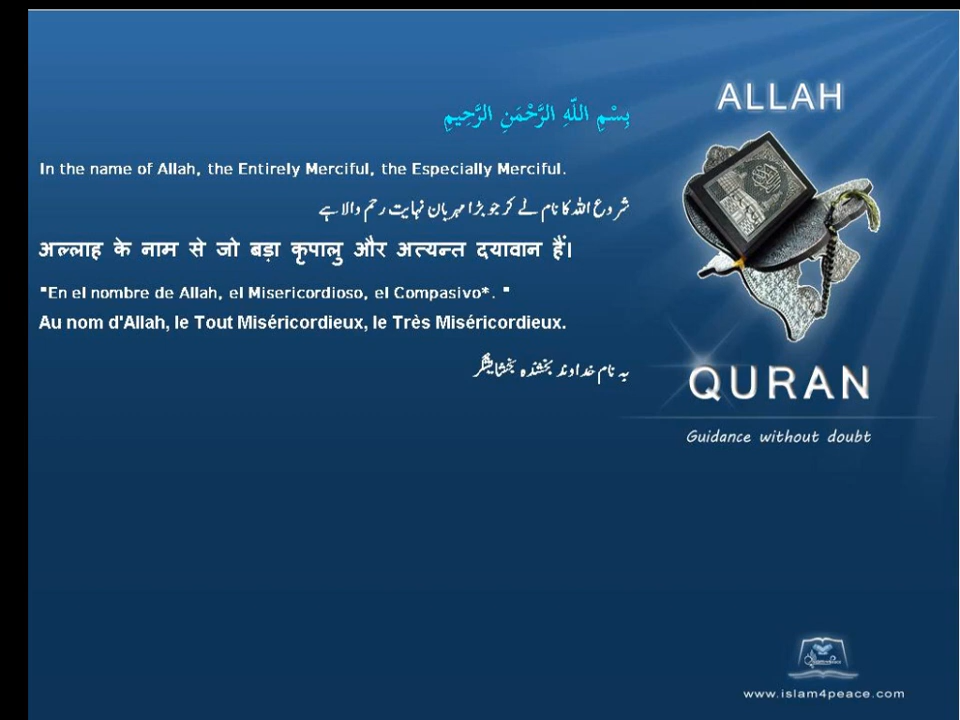 بِسْمِ اللّهِ الرَّحْمَنِ الرَّحِيمِ
In the name of Allah, the Entirely Merciful, the Especially Merciful.
شروع الله کا نام لے کر جو بڑا مہربان نہایت رحم والا ہے
अल्लाह के नाम से जो बड़ा कृपालु और अत्यन्त दयावान हैं।
"En el nombre de Allah, el Misericordioso, el Compasivo*. "
Au nom d'Allah, le Tout Miséricordieux, le Très Miséricordieux.
به نام خداوند بخشنده بخشایشگر
ALLAH
QURAN
Guidance without doubt
www.islam4peace.com